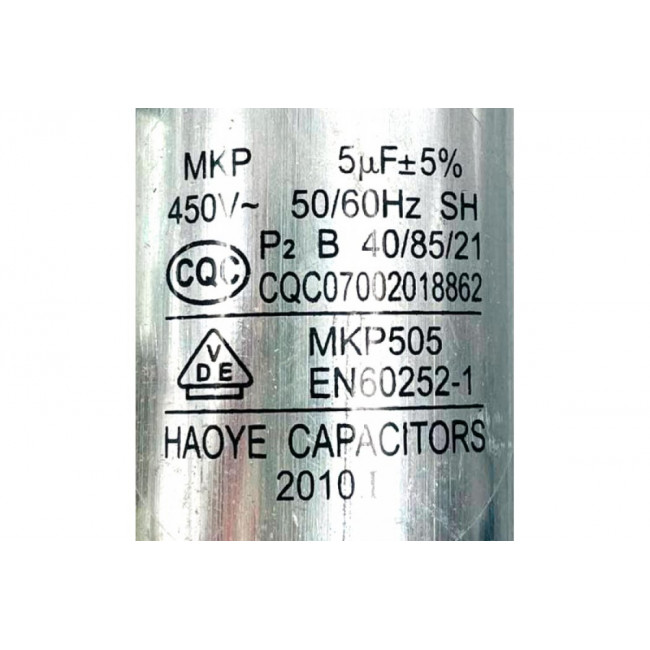 MKP 5μF±5%
450V~ 50/60Hz SH
P2 B 40/85/21
CQC
CQC07002018862
MKP505
VDE
EN60252-1
HAOYE CAPACITORS
2010